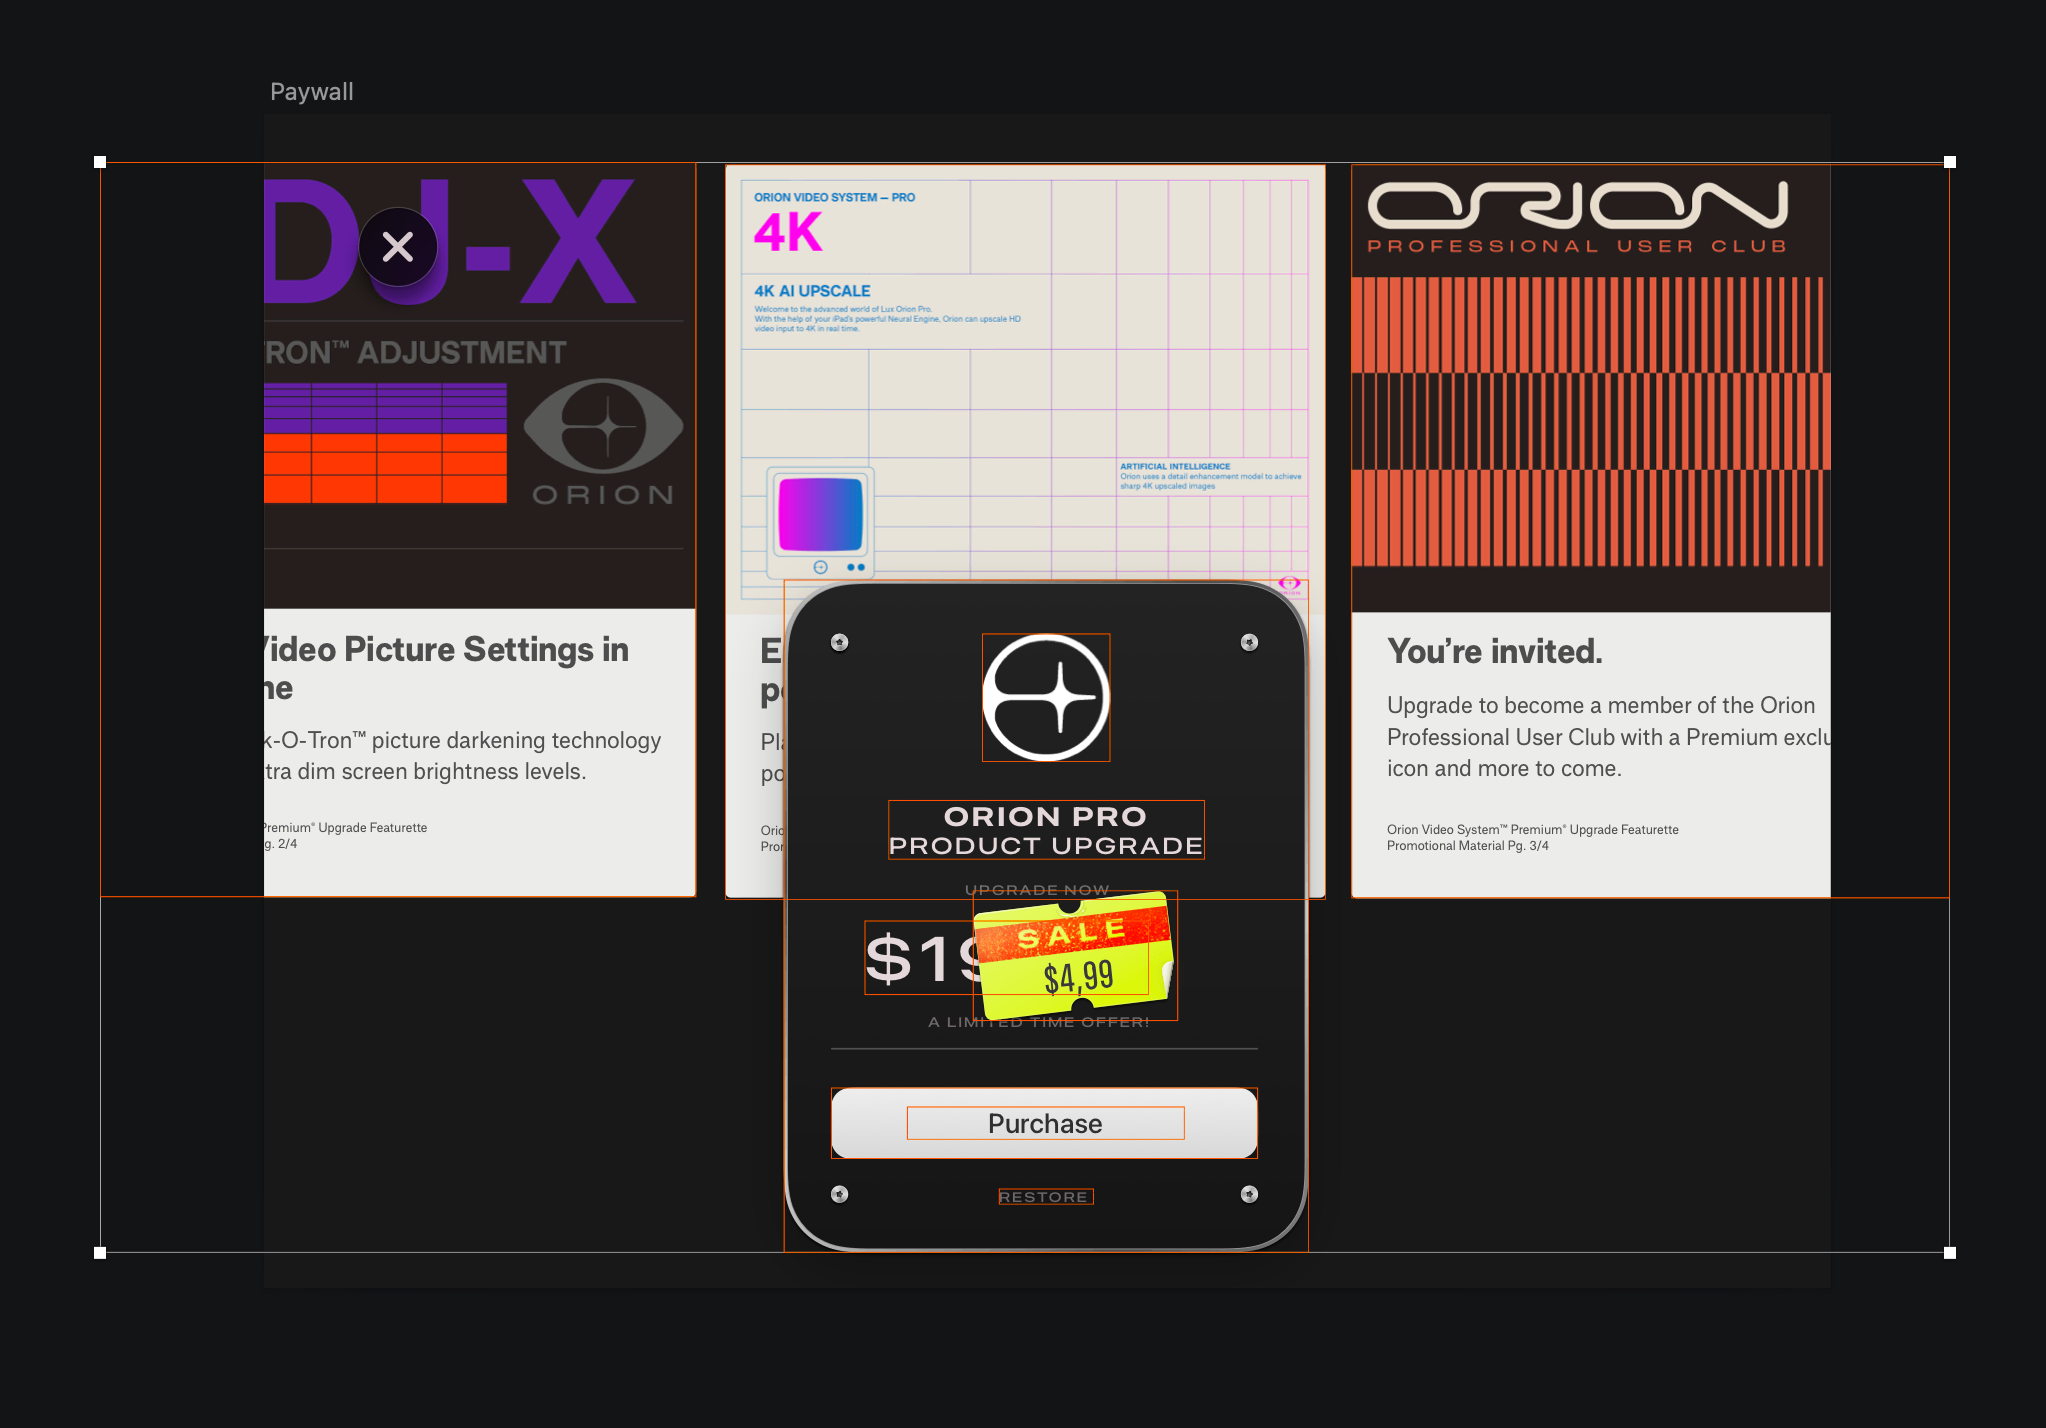 Paywall
DJ-X
TRON™ ADJUSTMENT
ORION
Video Picture Settings in
ne
k-O-Tron™ picture darkening technology
tra dim screen brightness levels.
Premium® Upgrade Featurette
g. 2/4
ORION VIDEO SYSTEM – PRO
4K
4K AI UPSCALE
Welcome to the advanced world of Lux Orion Pro.
With the help of your iPad's powerful Neural Engine, Orion can upscale HD
video input to 4K in real time.
ARTIFICIAL INTELLIGENCE
Orion uses a detail enhancement model to achieve
sharp 4K upscaled images
ORION
E
p
Pl
po
Orio
Pror
ORION PRO
PRODUCT UPGRADE
UPGRADE NOW
$19
SALE
$4,99
A LIMITED TIME OFFER!
Purchase
RESTORE
ORION
PROFESSIONAL USER CLUB
You’re invited.
Upgrade to become a member of the Orion
Professional User Club with a Premium exclu
icon and more to come.
Orion Video System™ Premium® Upgrade Featurette
Promotional Material Pg. 3/4